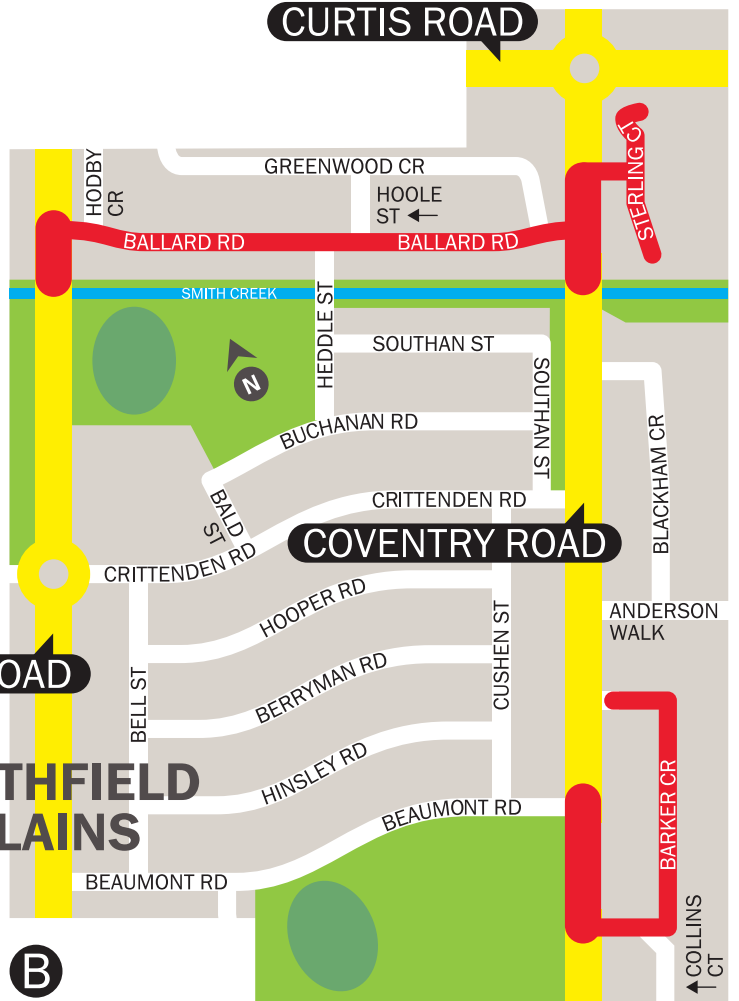 CURTIS ROAD
STERLING CT
HODBY
CR
GREENWOOD CR
HOOLE
ST
BALLARD RD
BALLARD RD
SMITH CREEK
HEDDLE ST
SOUTHAN ST
N
SOUTHAN ST
BUCHANAN RD
BLACKHAM CR
BALD
ST
CRITTENDEN RD
COVENTRY ROAD
CRITTENDEN RD
HOOPER RD
ANDERSON
WALK
CUSHEN ST
OAD
BELL ST
BERRYMAN RD
THFIELD
LAINS
HINSLEY RD
BARKER CR
BEAUMONT RD
BEAUMONT RD
COLLINS
CT
B